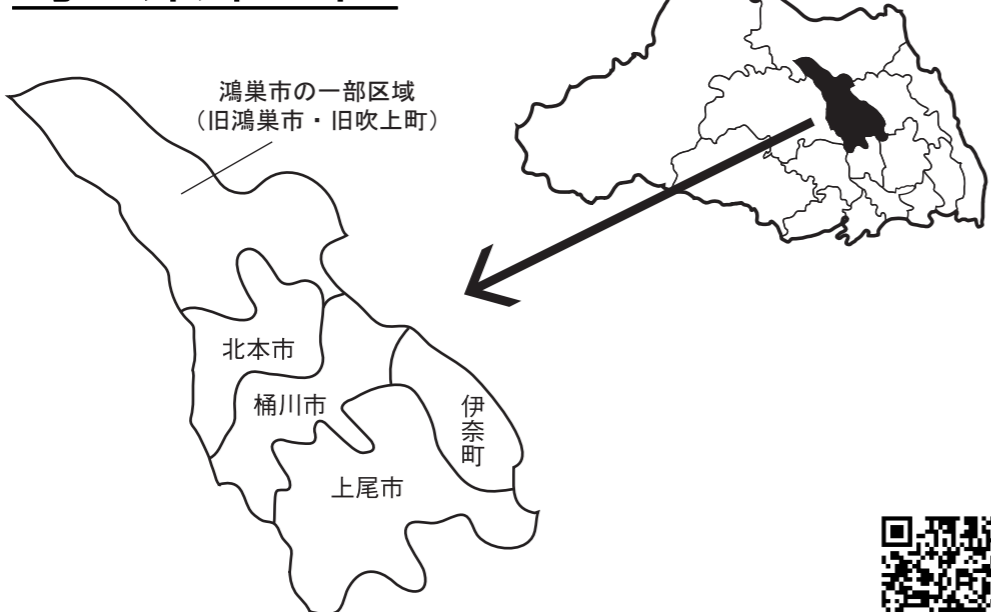 鴻巣市の一部区域
（旧鴻巣市・旧吹上町）
北本市
桶川市
伊奈町
上尾市